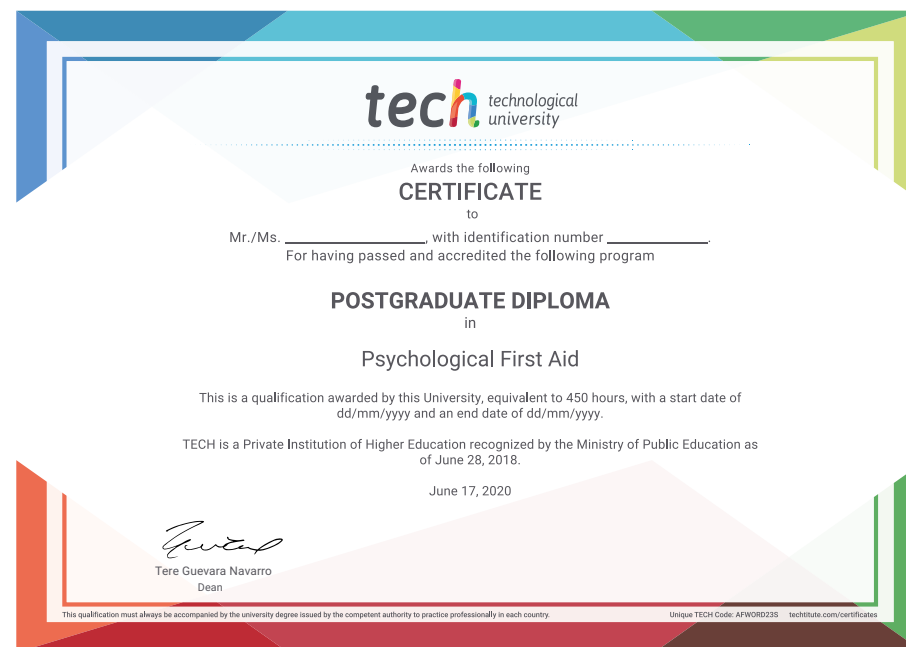 tech technological
university
Awards the following
CERTIFICATE
to
Mr./Ms. ____________________, with identification number ______________.
For having passed and accredited the following program
POSTGRADUATE DIPLOMA
in
Psychological First Aid
This is a qualification awarded by this University, equivalent to 450 hours, with a start date of
dd/mm/yyyy and an end date of dd/mm/yyyy.
TECH is a Private Institution of Higher Education recognized by the Ministry of Public Education as
of June 28, 2018.
June 17, 2020
Tere Guevara Navarro
Dean
This qualification must always be accompanied by the university degree issued by the competent authority to practice professionally in each country. Unique TECH Code: AFWORD23S techtitute.com/certificates